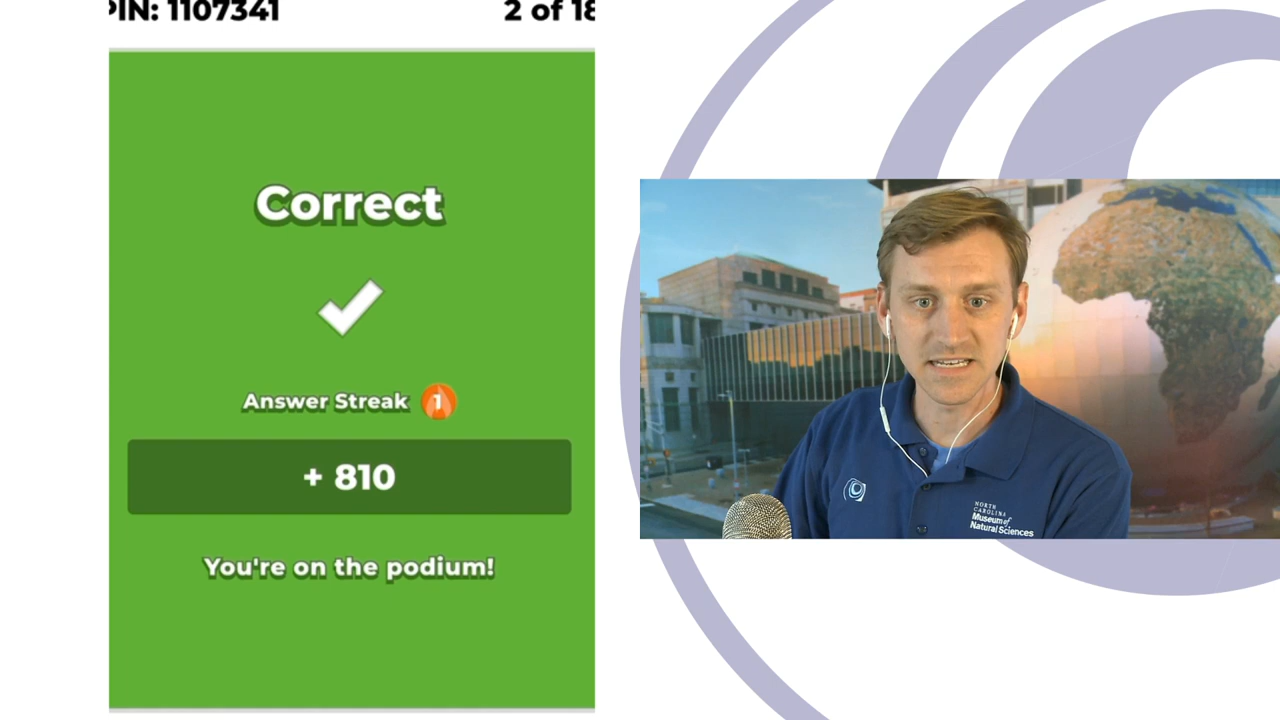 PIN: 1107341
2 of 18
Correct
Answer Streak 1
+ 810
You're on the podium!
NORTH
CAROLINA
Museum of
Natural Sciences